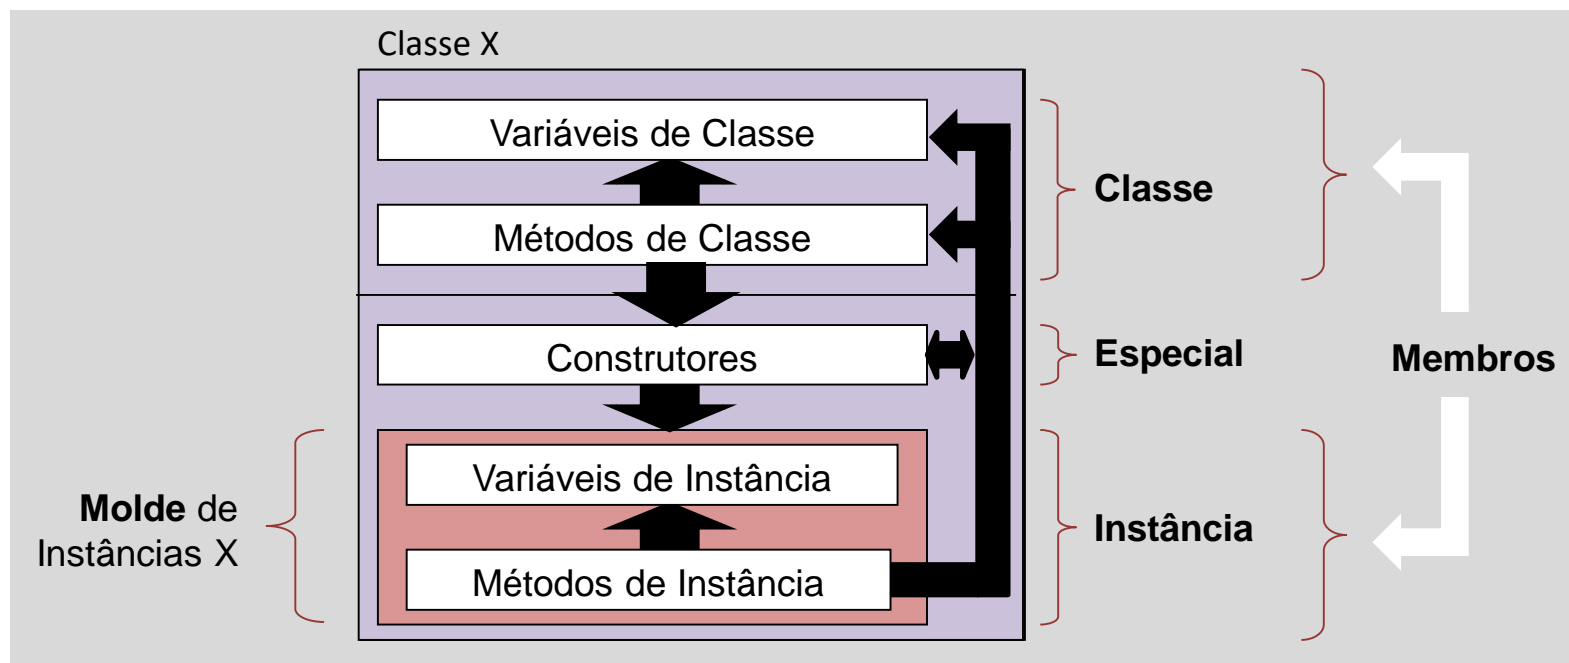 Classe X
Variáveis de Classe
Métodos de Classe
Classe
Construtores
Especial
Membros
Variáveis de Instância
Métodos de Instância
Instância
Molde de
Instâncias X